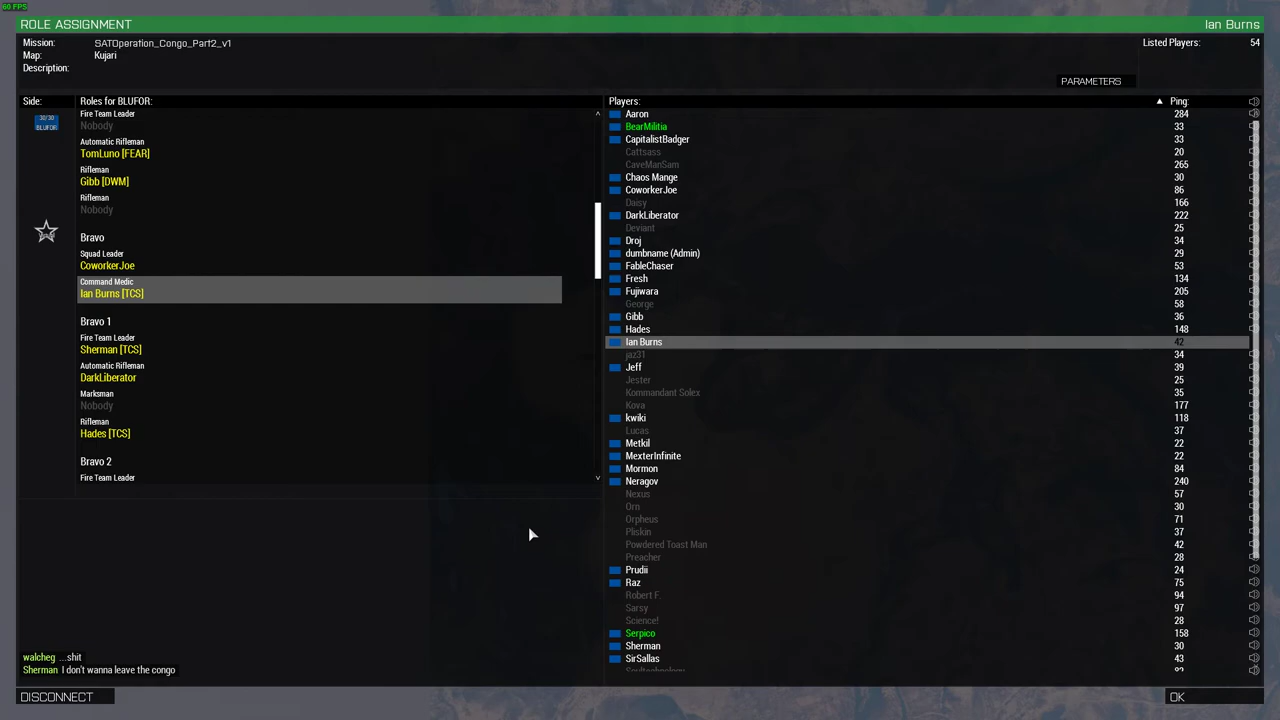 60 FPS
ROLE ASSIGNMENT
Ian Burns
Mission: SATOperation_Congo_Part2_v1
Map: Kujari
Description:
Listed Players: 54
PARAMETERS
Side:
30/30
BLUFOR
Roles for BLUFOR:
Fire Team Leader
Nobody
Automatic Rifleman
TomLuno [FEAR]
Rifleman
Gibb [DWM]
Rifleman
Nobody
Bravo
Squad Leader
CoworkerJoe
Command Medic
Ian Burns [TCS]
Bravo 1
Fire Team Leader
Sherman [TCS]
Automatic Rifleman
DarkLiberator
Marksman
Nobody
Rifleman
Hades [TCS]
Bravo 2
Fire Team Leader
Players: Ping:
Aaron 284
BearMilitia 33
CapitalistBadger 33
Cattsass 20
CaveManSam 265
Chaos Mange 30
CoworkerJoe 86
Daisy 166
DarkLiberator 222
Deviant 25
Droj 34
dumbname (Admin) 29
FableChaser 53
Fresh 134
Fujiwara 205
George 58
Gibb 36
Hades 148
Ian Burns 42
jaz31 34
Jeff 39
Jester 25
Kommandant Solex 35
Kova 177
kwiki 118
Lucas 37
Metkil 22
MexterInfinite 22
Mormon 84
Neragov 240
Nexus 57
Orn 30
Orpheus 71
Pliskin 37
Powdered Toast Man 42
Preacher 28
Prudii 24
Raz 75
Robert F. 94
Sarsy 97
Science! 28
Serpico 158
Sherman 30
SirSallas 43
walcheg ...shit
Sherman I don't wanna leave the congo
DISCONNECT
OK